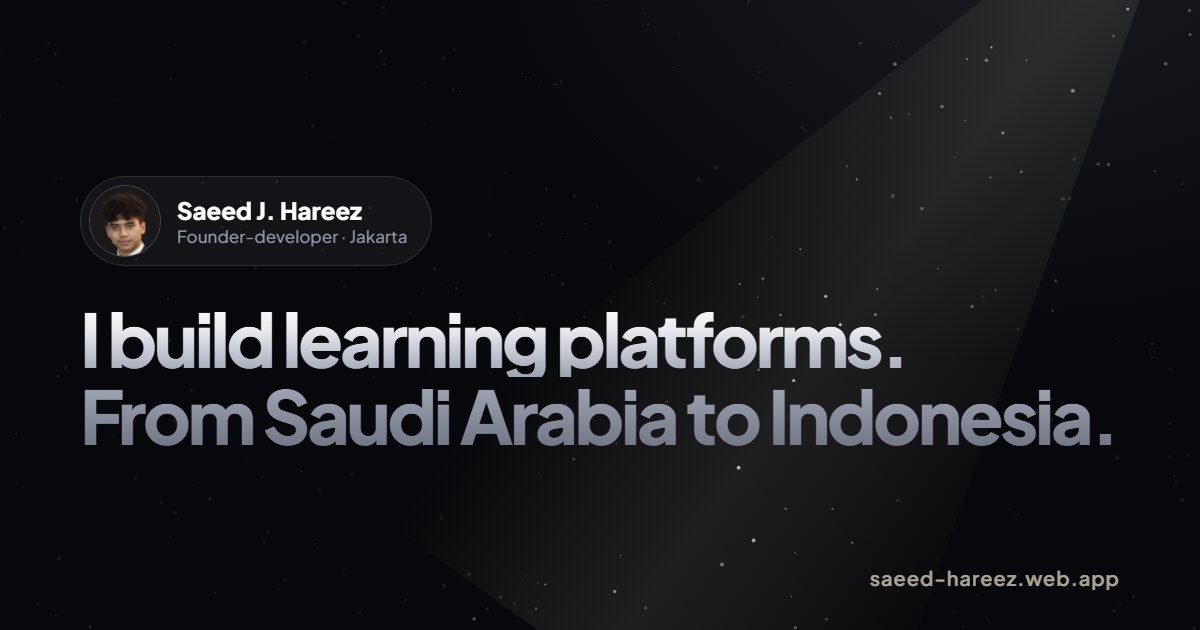 Saeed J. Hareez
Founder-developer · Jakarta
I build learning platforms.
From Saudi Arabia to Indonesia.
saeed-hareez.web.app